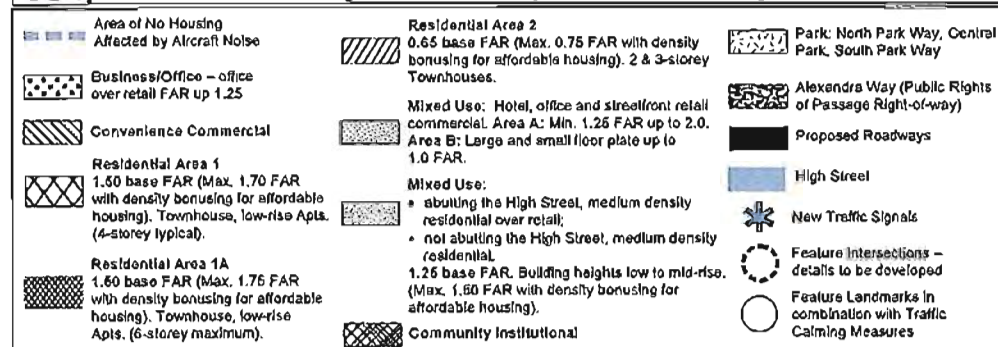 Area of No Housing
Affected by Aircraft Noise
Business/Office – office
over retail FAR up 1.25
Convenience Commercial
Residential Area 1
1.50 base FAR (Max. 1.70 FAR
with density bonusing for affordable
housing). Townhouse, low-rise Apts.
(4-storey typical).
Residential Area 1A
1.60 base FAR (Max. 1.75 FAR
with density bonusing for affordable
housing). Townhouse, low-rise
Apts. (6-storey maximum).
Residential Area 2
0.65 base FAR (Max. 0.75 FAR with density
bonusing for affordable housing). 2 & 3-storey
Townhouses.
Mixed Use: Hotel, office and streetfront retail
commercial. Area A: Min. 1.25 FAR up to 2.0.
Area B: Large and small floor plate up to
1.0 FAR.
Mixed Use:
• abutting the High Street, medium density
residential over retail;
• not abutting the High Street, medium density
residential.
1.25 base FAR. Building heights low to mid-rise.
(Max. 1.50 FAR with density bonusing for
affordable housing).
Community Institutional
Park: North Park Way, Central
Park, South Park Way
Alexandra Way (Public Rights
of Passage Right-of-way)
Proposed Roadways
High Street
New Traffic Signals
Feature Intersections –
details to be developed
Feature Landmarks in
combination with Traffic
Calming Measures